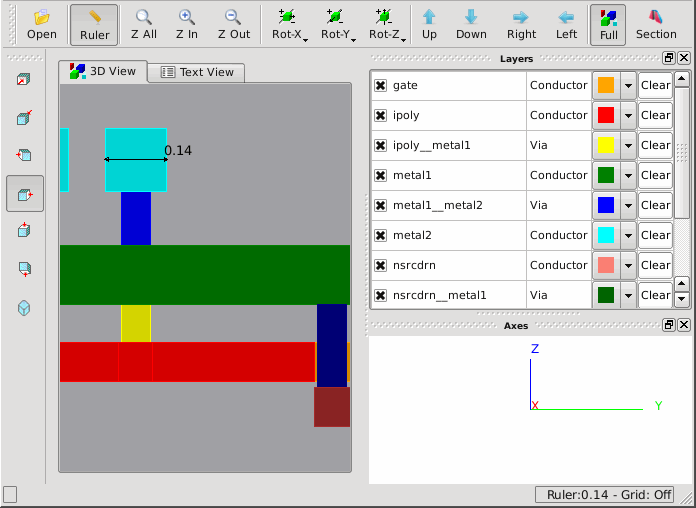 Open Ruler Z All Z In Z Out Rot-X Rot-Y Rot-Z Up Down Right Left Full Section
3D View Text View
0.14
Layers
gate Conductor Clear
ipoly Conductor Clear
ipoly__metal1 Via Clear
metal1 Conductor Clear
metal1__metal2 Via Clear
metal2 Conductor Clear
nsrcdrn Conductor Clear
nsrcdrn__metal1 Via Clear
Axes
Z
X Y
Ruler:0.14 - Grid: Off